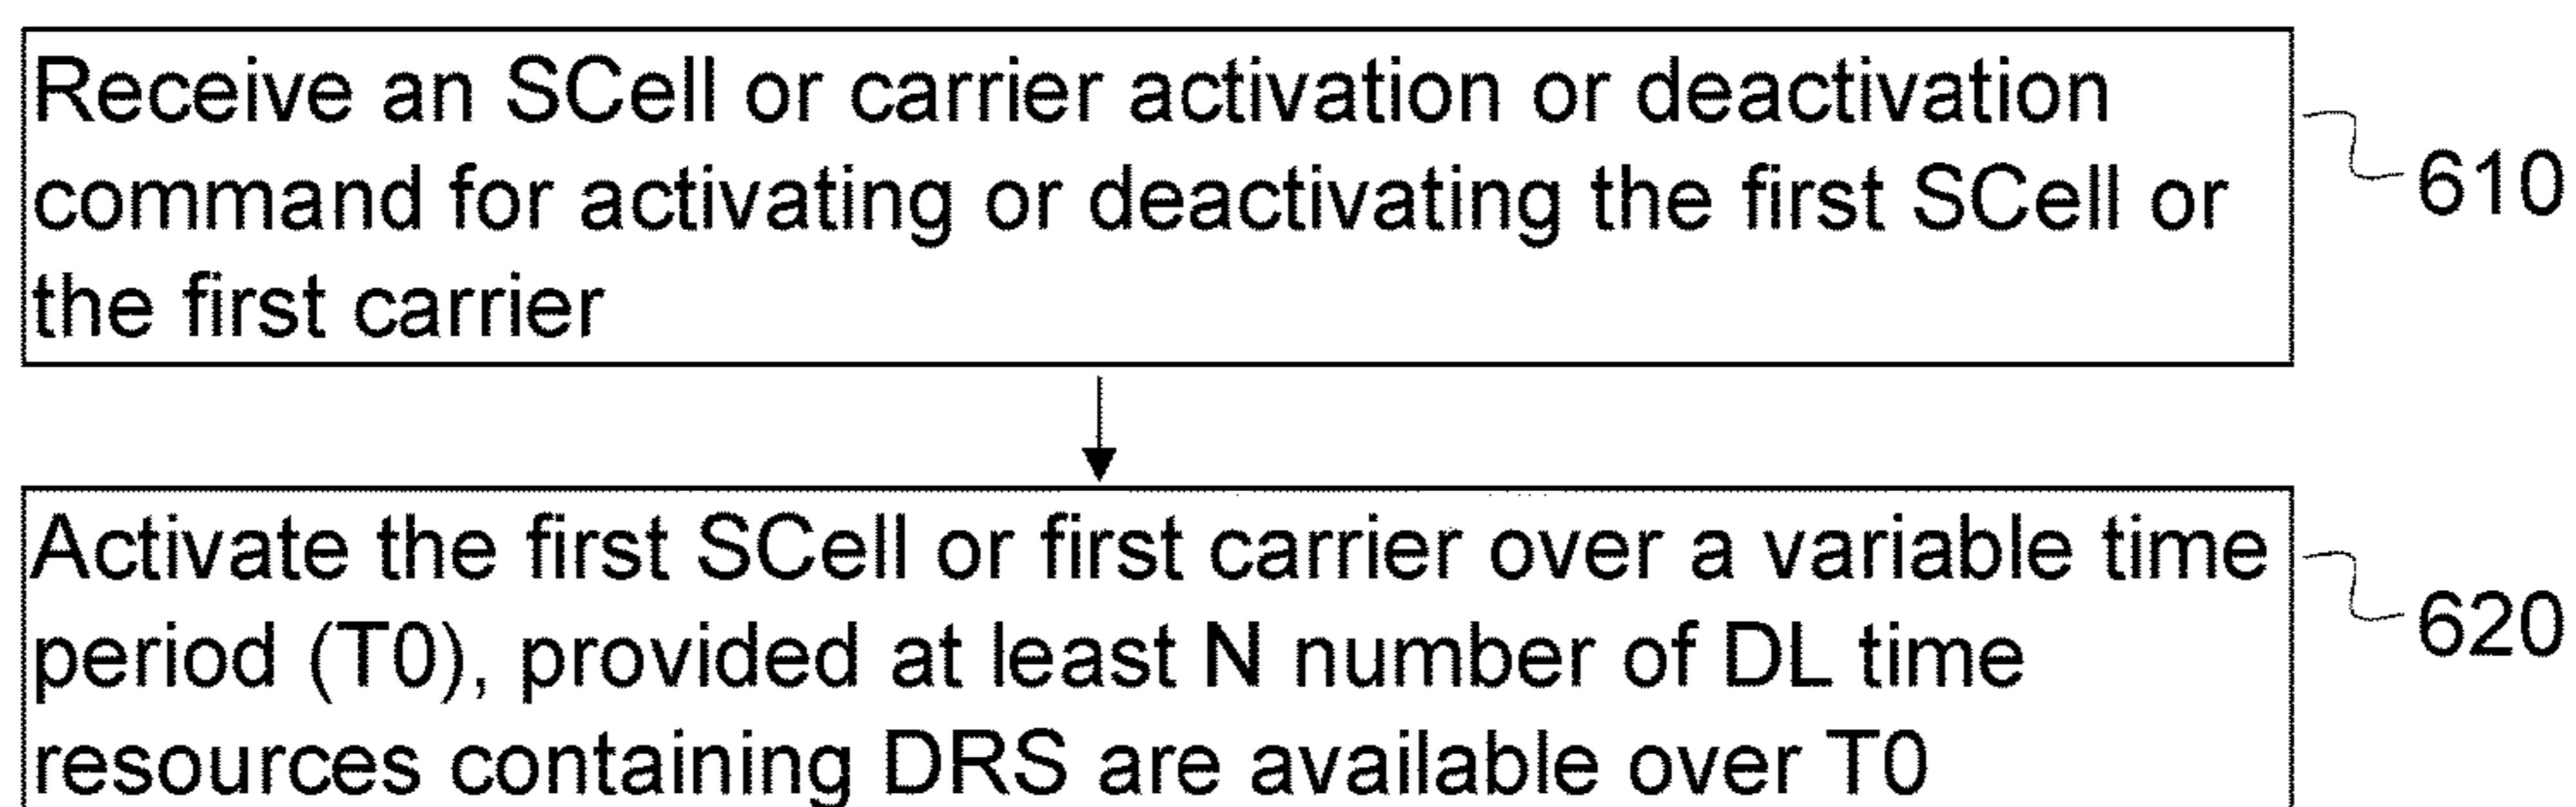 Receive an SCell or carrier activation or deactivation
command for activating or deactivating the first SCell or
the first carrier
610
Activate the first SCell or first carrier over a variable time
period (T0), provided at least N number of DL time
resources containing DRS are available over T0
620